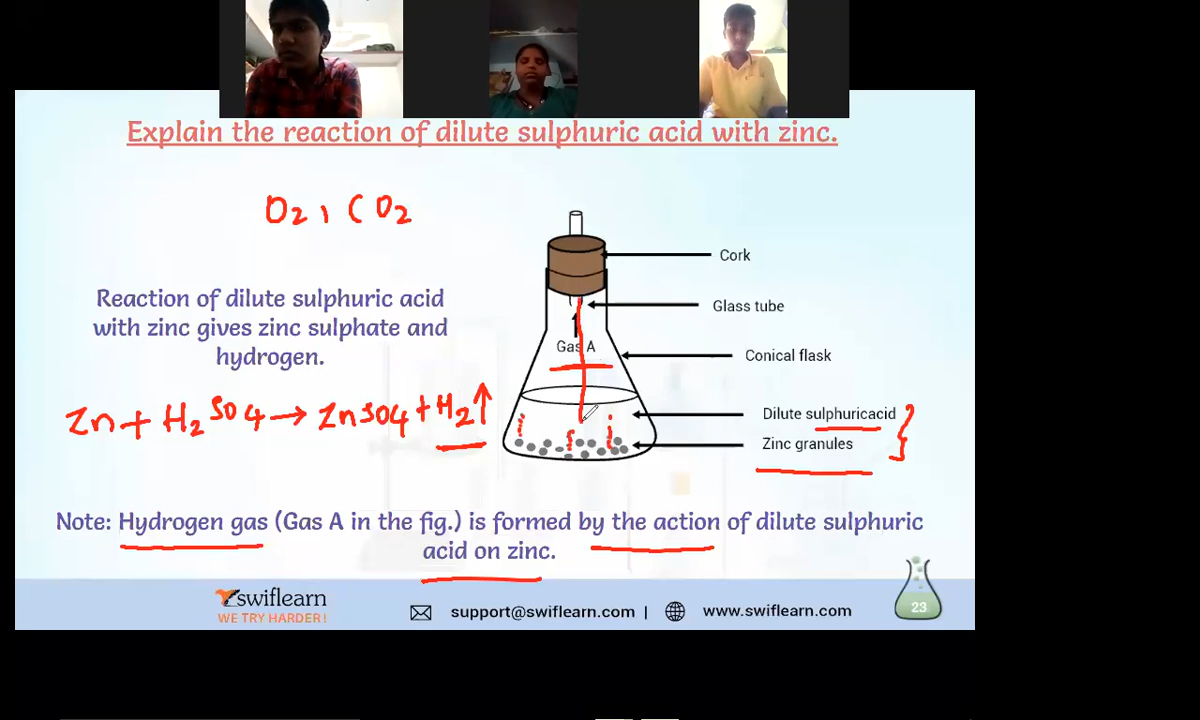 Explain the reaction of dilute sulphuric acid with zinc.
O2, CO2
Cork
Glass tube
Reaction of dilute sulphuric acid
with zinc gives zinc sulphate and
hydrogen.
Gas A
Conical flask
Zn + H2SO4 → ZnSO4 + H2↑
Dilute sulphuricacid
Zinc granules
Note: Hydrogen gas (Gas A in the fig.) is formed by the action of dilute sulphuric
acid on zinc.
swiflearn
WE TRY HARDER!
support@swiflearn.com |
www.swiflearn.com
23